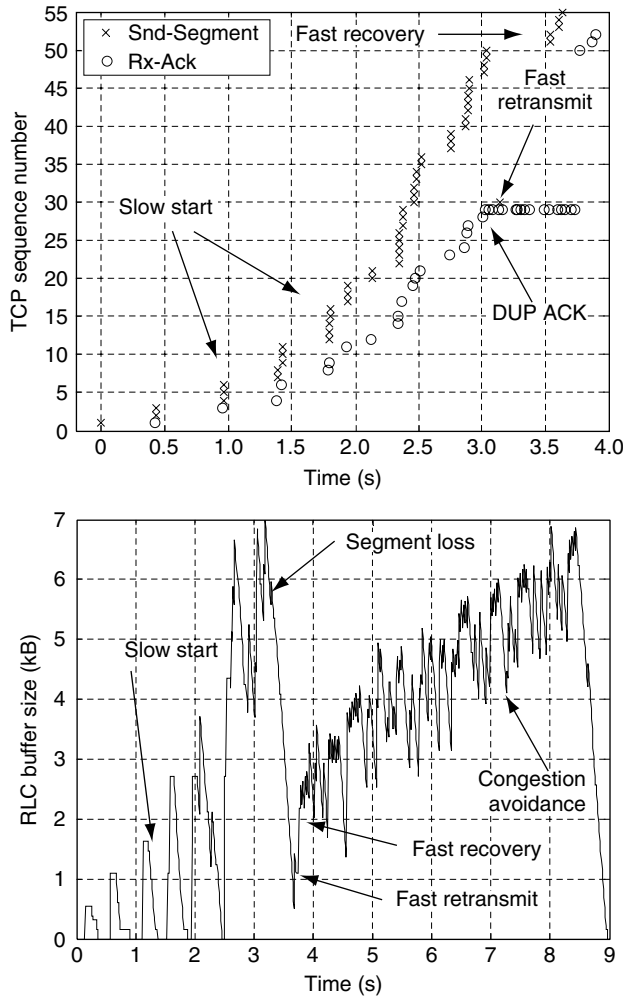 55
50
45
40
35
30
25
20
15
10
5
0
TCP sequence number
Snd-Segment
Rx-Ack
Fast recovery
Fast
retransmit
Slow start
DUP ACK
0 0.5 1.0 1.5 2.0 2.5 3.0 3.5 4.0
Time (s)
7
6
5
4
3
2
1
0
RLC buffer size (kB)
Segment loss
Slow start
Congestion
avoidance
Fast recovery
Fast retransmit
0 1 2 3 4 5 6 7 8 9
Time (s)